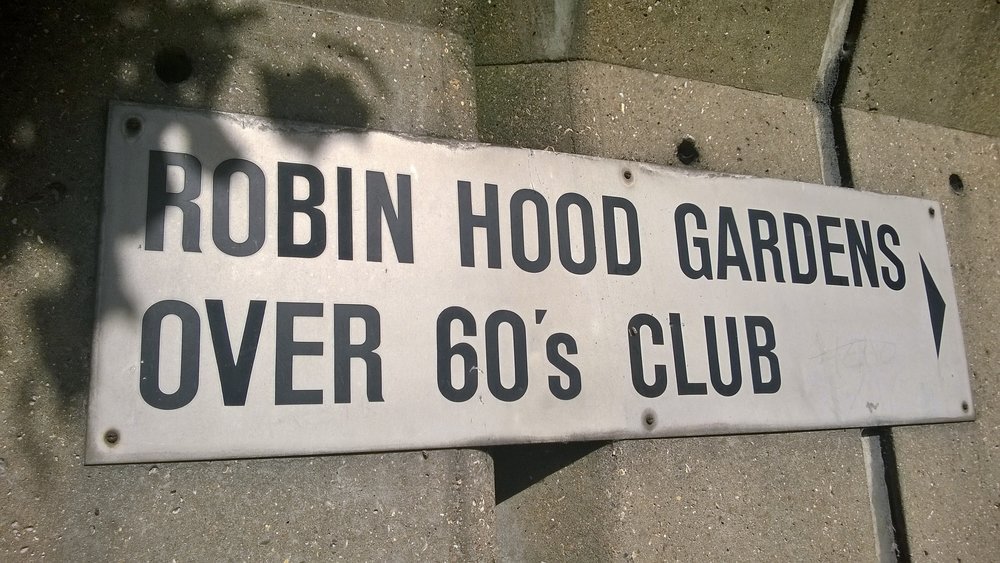 ROBIN HOOD GARDENS
OVER 60's CLUB